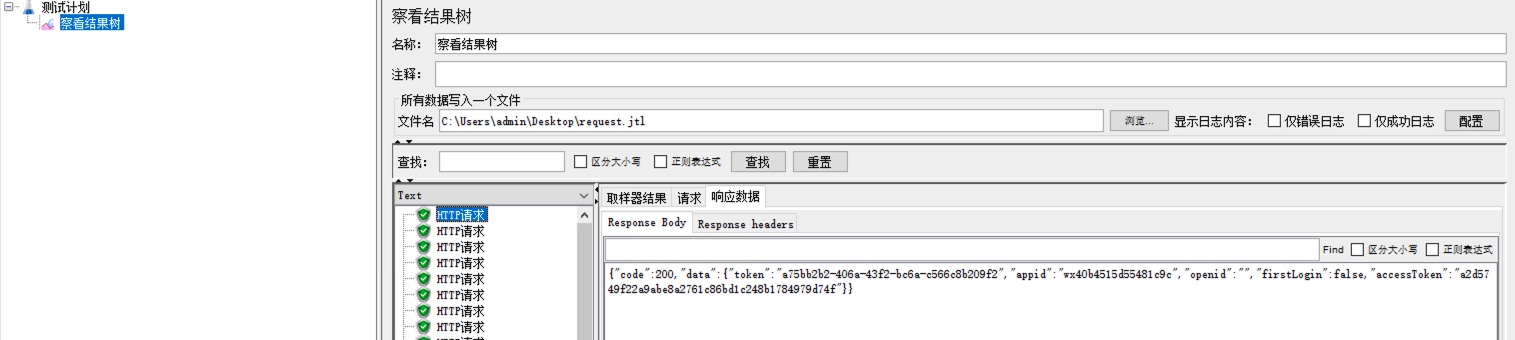 测试计划
察看结果树
察看结果树
名称： 察看结果树
注释：
所有数据写入一个文件
文件名 C:\Users\admin\Desktop\request.jtl 浏览... 显示日志内容： 仅错误日志 仅成功日志 配置
查找： 区分大小写 正则表达式 查找 重置
Text
HTTP请求
HTTP请求
HTTP请求
HTTP请求
HTTP请求
HTTP请求
HTTP请求
HTTP请求
取样器结果 请求 响应数据
Response Body Response headers
Find 区分大小写 正则表达式
{"code":200,"data":{"token":"a75bb2b2-406a-43f2-bc6a-c566c8b209f2","appid":"wx40b4515d55481c9c","openid":"","firstLogin":false,"accessToken":"a2d5
749f22a9abe8a2761c86bd1c248b1784979d74f"}}